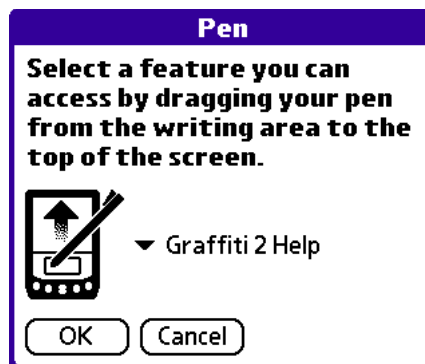 Pen
Select a feature you can
access by dragging your pen
from the writing area to the
top of the screen.
Graffiti 2 Help
OK Cancel